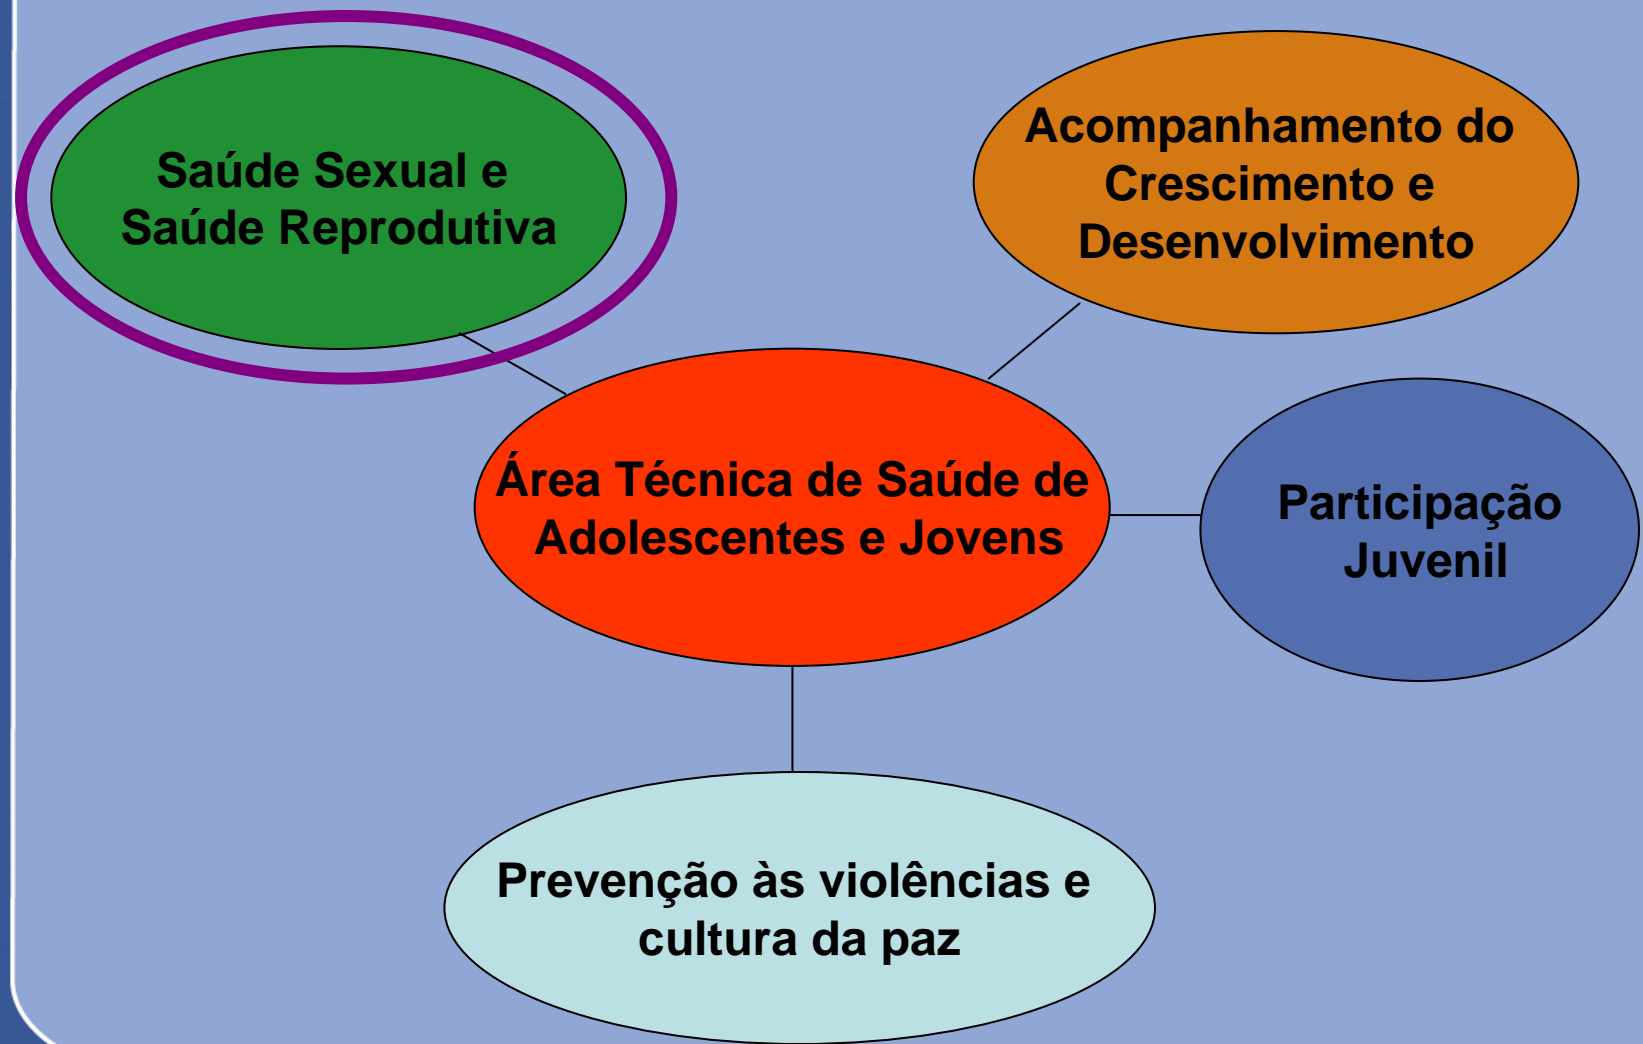 Saúde Sexual e
Saúde Reprodutiva
Acompanhamento do
Crescimento e
Desenvolvimento
Área Técnica de Saúde de
Adolescentes e Jovens
Participação
Juvenil
Prevenção às violências e
cultura da paz